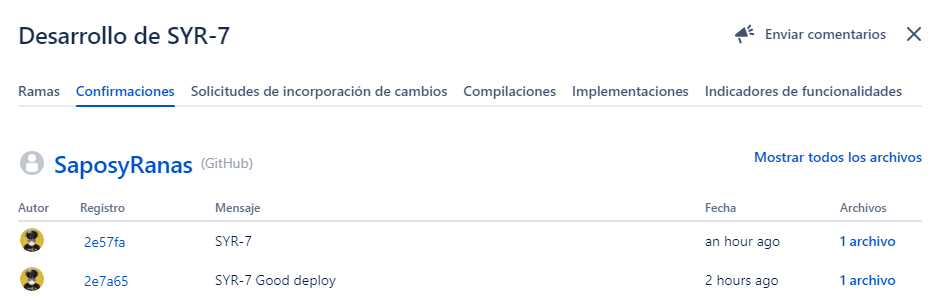 Desarrollo de SYR-7
Enviar comentarios
Ramas Confirmaciones Solicitudes de incorporación de cambios Compilaciones Implementaciones Indicadores de funcionalidades
SaposyRanas (GitHub)
Mostrar todos los archivos
Autor Registro Mensaje Fecha Archivos
2e57fa SYR-7 an hour ago 1 archivo
2e7a65 SYR-7 Good deploy 2 hours ago 1 archivo